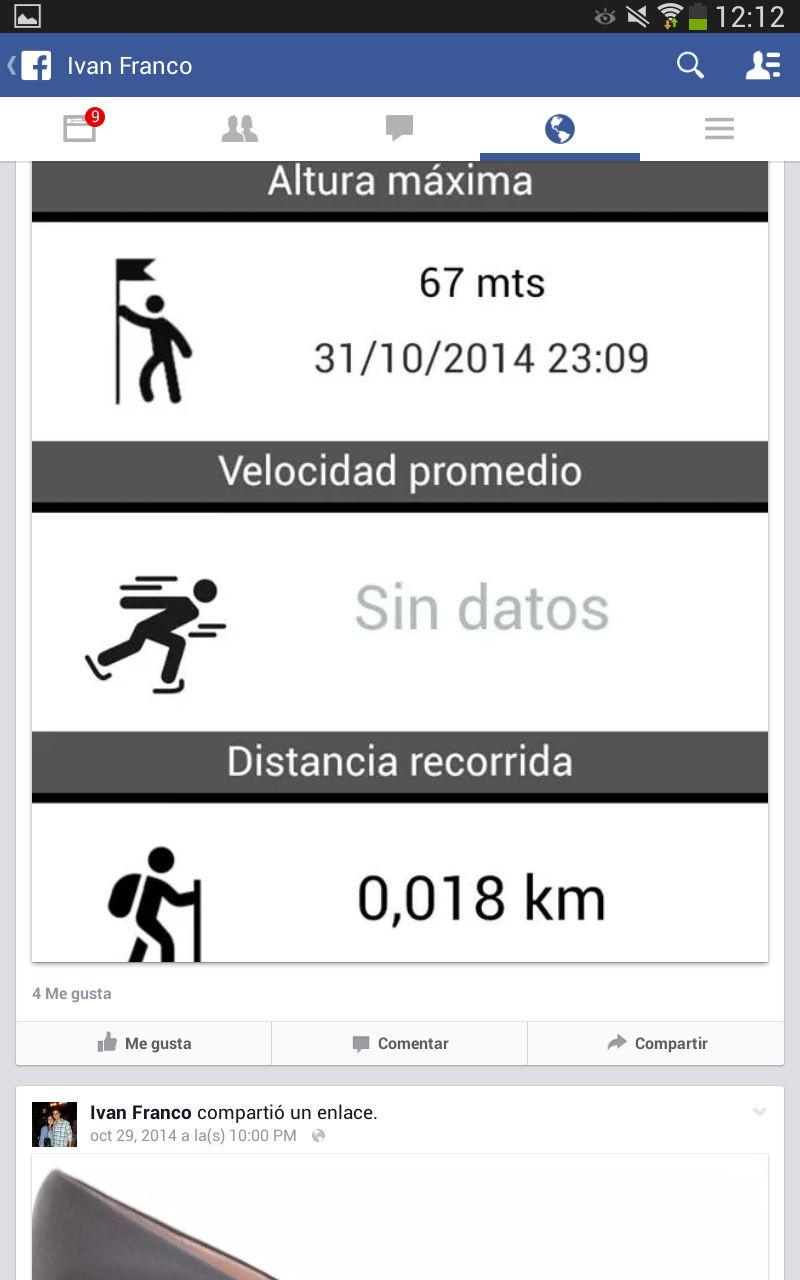 12:12
Ivan Franco
9
Altura máxima
67 mts
31/10/2014 23:09
Velocidad promedio
Sin datos
Distancia recorrida
0,018 km
4 Me gusta
Me gusta Comentar Compartir
Ivan Franco compartió un enlace.
oct 29, 2014 a la(s) 10:00 PM